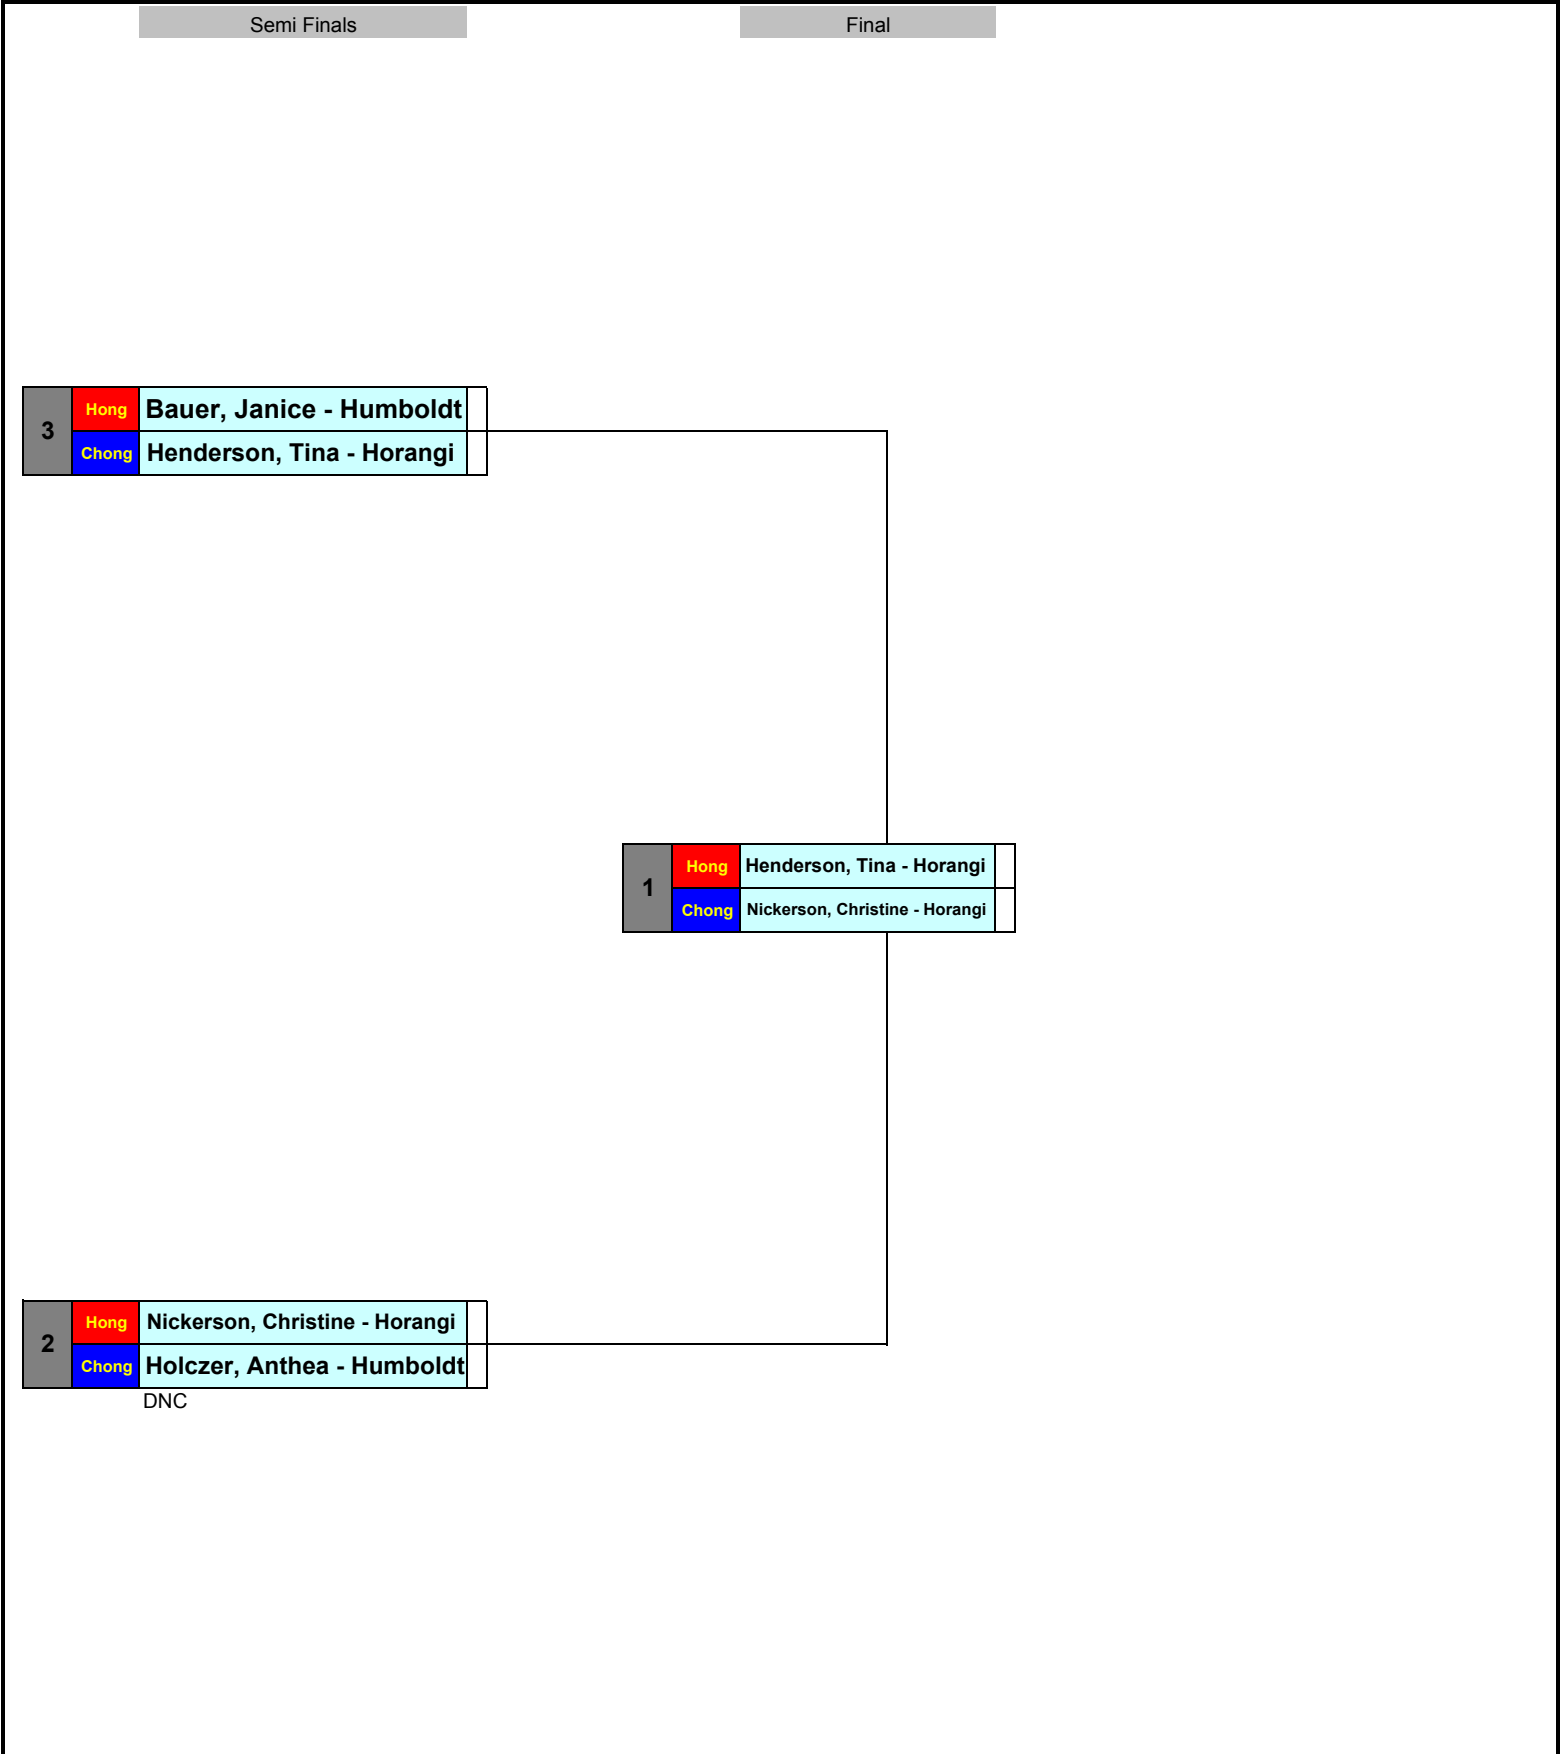 Semi Finals
Final
3
Hong
Bauer, Janice - Humboldt
Chong
Henderson, Tina - Horangi
1
Hong
Henderson, Tina - Horangi
Chong
Nickerson, Christine - Horangi
2
Hong
Nickerson, Christine - Horangi
Chong
Holczer, Anthea - Humboldt
DNC